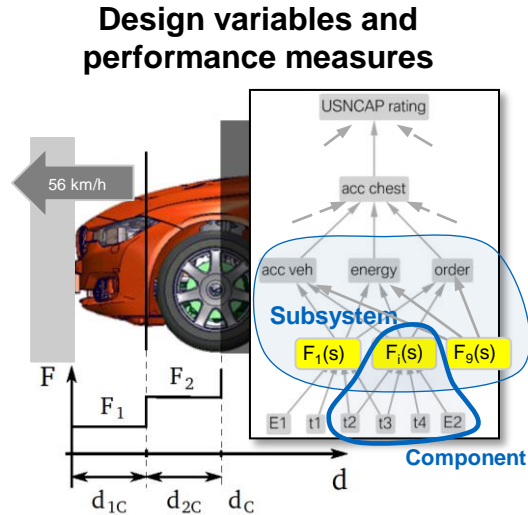 Design variables and
performance measures
USNCAP rating
56 km/h
acc chest
acc veh energy order
Subsystem
F1(s) Fi(s) F9(s)
F
F2
F1
E1 t1 t2 t3 t4 E2
Component
d1C d2C dC d